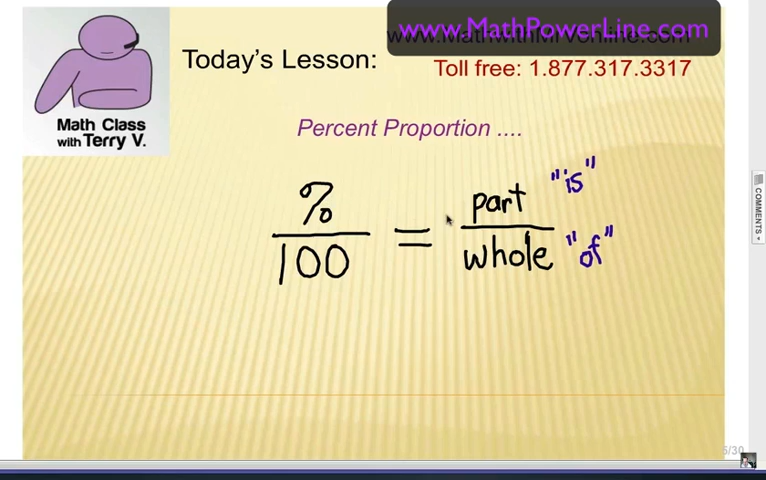 www.MathPowerLine.com
Today's Lesson:
Toll free: 1.877.317.3317
Math Class
with Terry V.
Percent Proportion ....
% / 100 = part / whole
"is"
"of"
COMMENTS